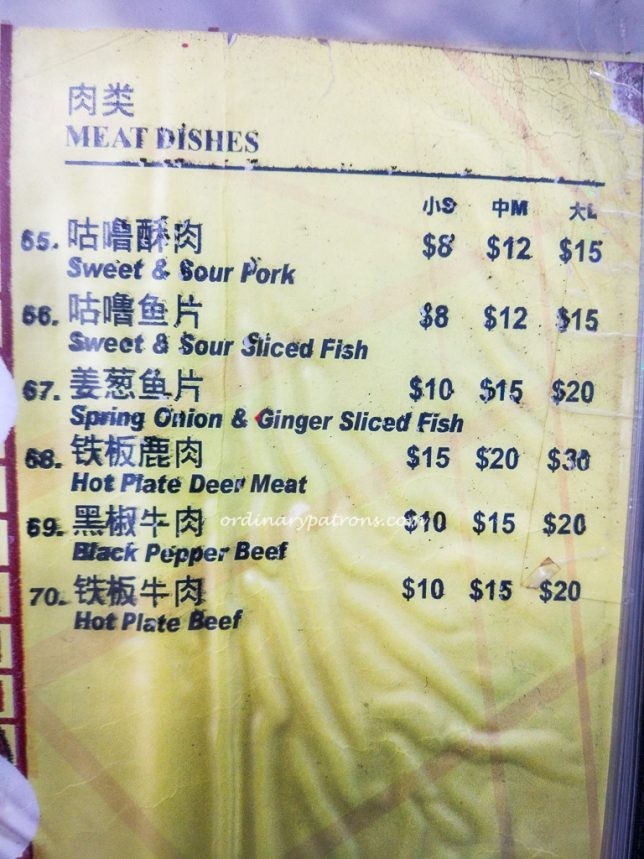 肉类
MEAT DISHES
小S 中M 大L
65. 咕噜酥肉 $8 $12 $15
Sweet & Sour Pork
66. 咕噜鱼片 $8 $12 $15
Sweet & Sour Sliced Fish
67. 姜葱鱼片 $10 $15 $20
Spring Onion & Ginger Sliced Fish
68. 铁板鹿肉 $15 $20 $30
Hot Plate Deer Meat
ordinarypatrons.com
69. 黑椒牛肉 $10 $15 $20
Black Pepper Beef
70. 铁板牛肉 $10 $15 $20
Hot Plate Beef